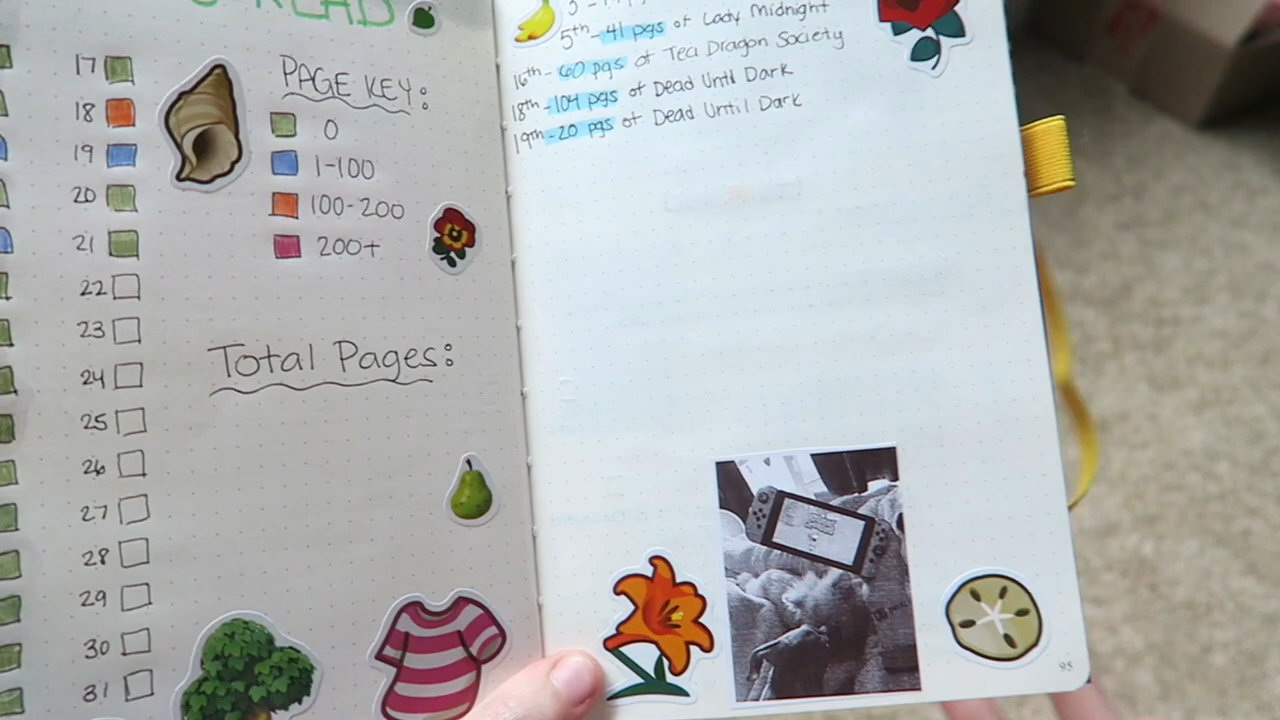 READ
17
18
19
20
21
22
23
24
25
26
27
28
29
30
31
PAGE KEY:
0
1-100
100-200
200+
Total Pages:
5th-41 pgs of Lady Midnight
16th-60 pgs of Tea Dragon Society
18th-104 pgs of Dead Until Dark
19th-20 pgs of Dead Until Dark
95